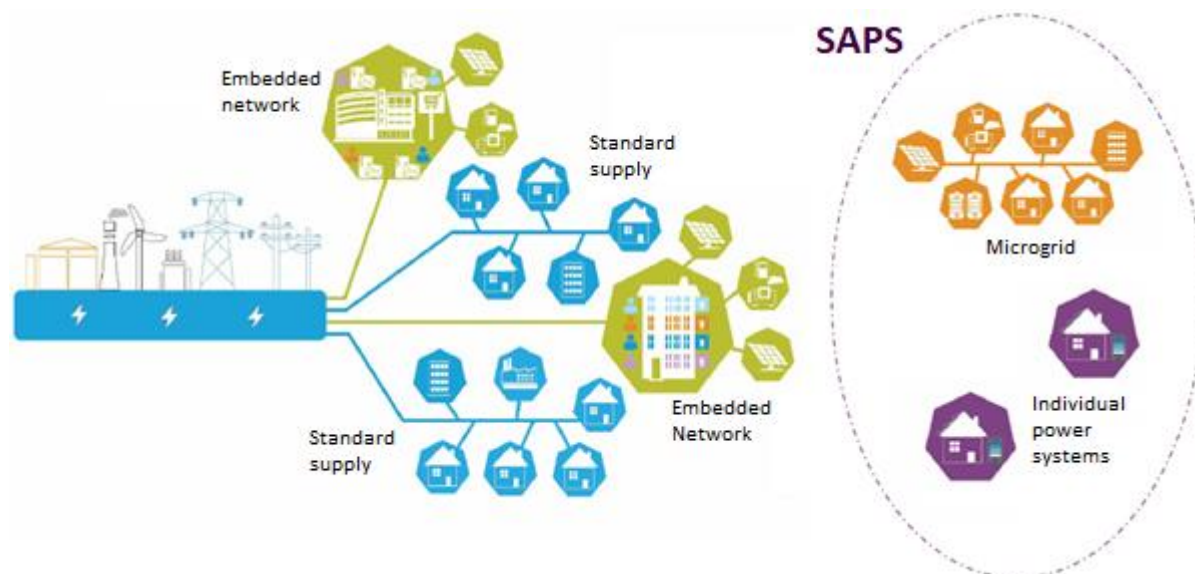 SAPS
Embedded
network
Standard
supply
Microgrid
Individual
power
systems
Embedded
Network
Standard
supply